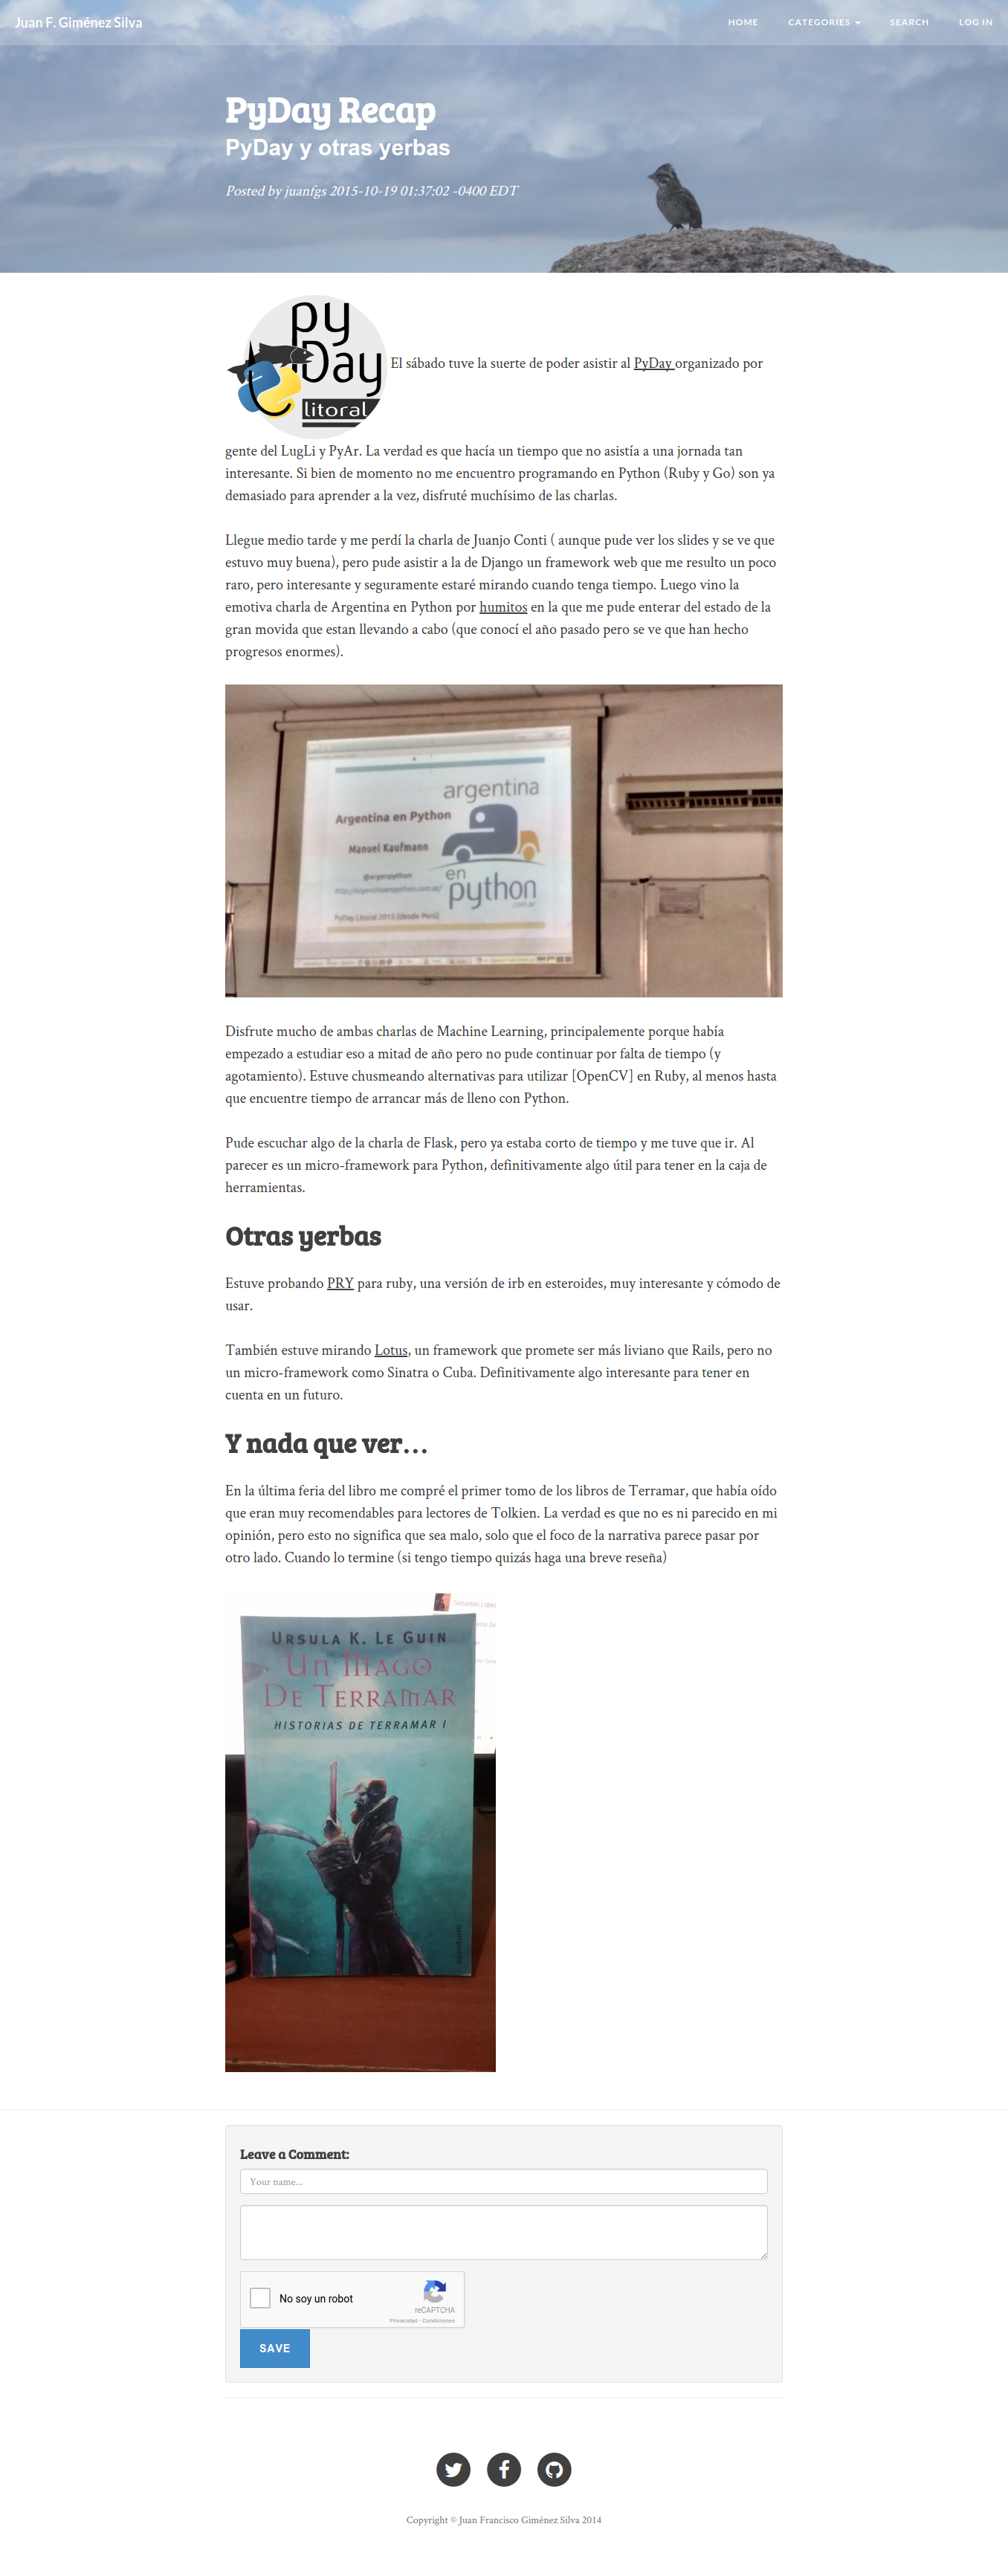 Juan F. Giménez Silva
HOME
CATEGORIES
SEARCH
LOG IN
PyDay Recap
PyDay y otras yerbas
Posted by juanfgs 2015-10-19 01:37:02 -0400 EDT
py
Day
litoral
El sábado tuve la suerte de poder asistir al PyDay organizado por
gente del LugLi y PyAr. La verdad es que hacía un tiempo que no asistía a una jornada tan
interesante. Si bien de momento no me encuentro programando en Python (Ruby y Go) son ya
demasiado para aprender a la vez, disfruté muchísimo de las charlas.
Llegue medio tarde y me perdí la charla de Juanjo Conti ( aunque pude ver los slides y se ve que
estuvo muy buena), pero pude asistir a la de Django un framework web que me resulto un poco
raro, pero interesante y seguramente estaré mirando cuando tenga tiempo. Luego vino la
emotiva charla de Argentina en Python por humitos en la que me pude enterar del estado de la
gran movida que estan llevando a cabo (que conocí el año pasado pero se ve que han hecho
progresos enormes).
argentina
Argentina en Python
Manuel Kaufmann
@argenpython
http://argentinaenpython.com.ar/
en
python
com.ar
PyDay Litoral 2015 (desde Perú)
Disfrute mucho de ambas charlas de Machine Learning, principalemente porque había
empezado a estudiar eso a mitad de año pero no pude continuar por falta de tiempo (y
agotamiento). Estuve chusmeando alternativas para utilizar [OpenCV] en Ruby, al menos hasta
que encuentre tiempo de arrancar más de lleno con Python.
Pude escuchar algo de la charla de Flask, pero ya estaba corto de tiempo y me tuve que ir. Al
parecer es un micro-framework para Python, definitivamente algo útil para tener en la caja de
herramientas.
Otras yerbas
Estuve probando PRY para ruby, una versión de irb en esteroides, muy interesante y cómodo de
usar.
También estuve mirando Lotus, un framework que promete ser más liviano que Rails, pero no
un micro-framework como Sinatra o Cuba. Definitivamente algo interesante para tener en
cuenta en un futuro.
Y nada que ver...
En la última feria del libro me compré el primer tomo de los libros de Terramar, que había oído
que eran muy recomendables para lectores de Tolkien. La verdad es que no es ni parecido en mi
opinión, pero esto no significa que sea malo, solo que el foco de la narrativa parece pasar por
otro lado. Cuando lo termine (si tengo tiempo quizás haga una breve reseña)
URSULA K. LE GUIN
UN MAGO
DE TERRAMAR
HISTORIAS DE TERRAMAR I
Leave a Comment:
Your name...
No soy un robot
reCAPTCHA
Privacidad - Condiciones
SAVE
Copyright © Juan Francisco Giménez Silva 2014